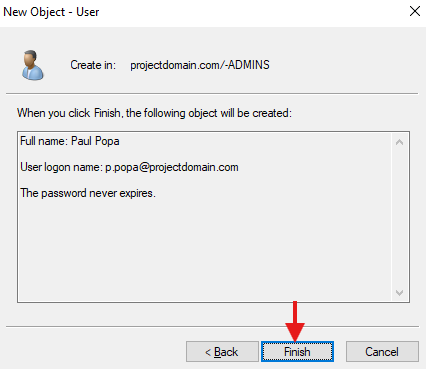 New Object - User
Create in: projectdomain.com/-ADMINS
When you click Finish, the following object will be created:
Full name: Paul Popa
User logon name: p.popa@projectdomain.com
The password never expires.
< Back Finish Cancel